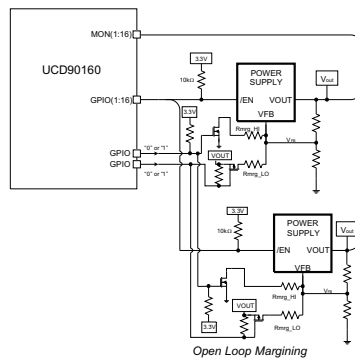 3.3V
MON(1:16)
10kΩ
POWER SUPPLY
Vout
UCD90160
GPIO(1:16)
/EN VOUT
3.3V
VFB
GPIO
"0" or "1"
Rmrg_HI
VFB
VOUT
GPIO
"0" or "1"
Rmrg_LO
3.3V
POWER SUPPLY
Vout
10kΩ
/EN VOUT
VFB
Rmrg_HI
VFB
VOUT
3.3V
Rmrg_LO
Open Loop Margining